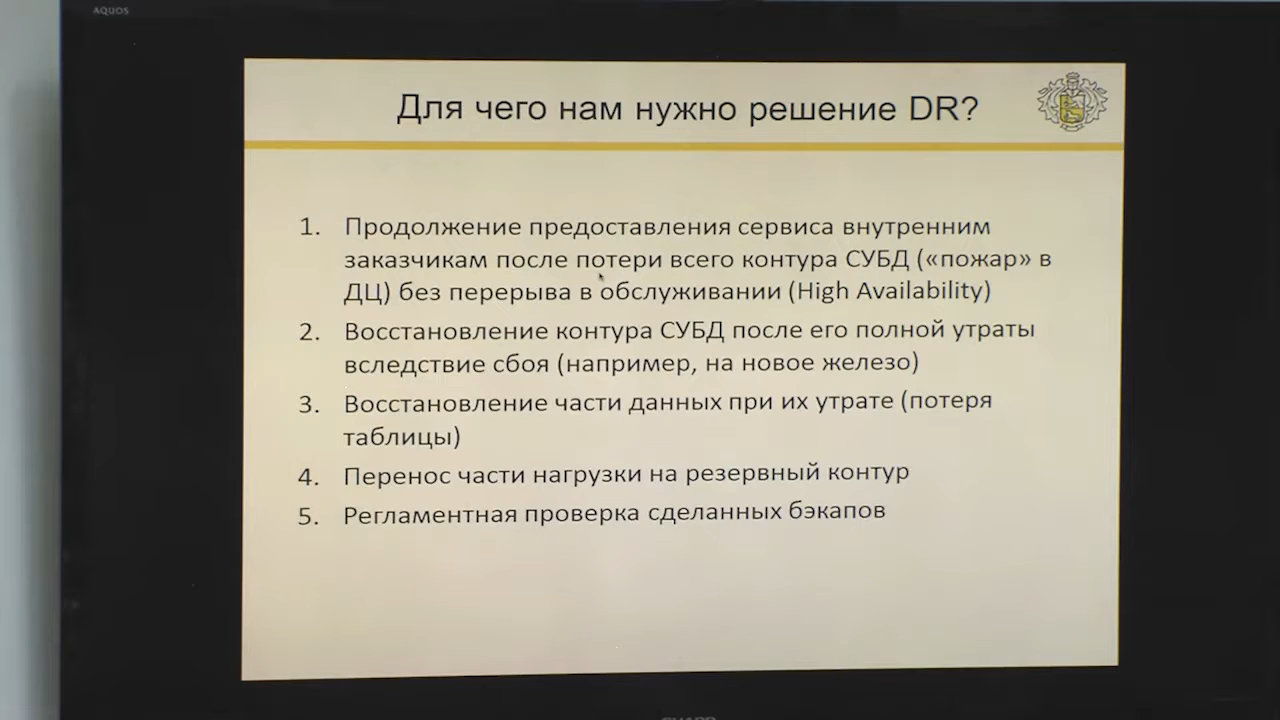 AQUOS
Для чего нам нужно решение DR?
1. Продолжение предоставления сервиса внутренним
заказчикам после потери всего контура СУБД («пожар» в
ДЦ) без перерыва в обслуживании (High Availability)
2. Восстановление контура СУБД после его полной утраты
вследствие сбоя (например, на новое железо)
3. Восстановление части данных при их утрате (потеря
таблицы)
4. Перенос части нагрузки на резервный контур
5. Регламентная проверка сделанных бэкапов